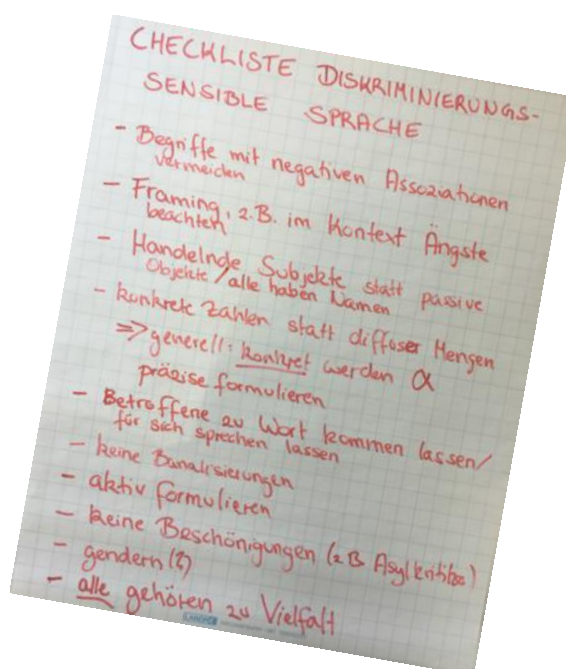 CHECKLISTE DISKRIMINIERUNGS-
SENSIBLE SPRACHE
- Begriffe mit negativen Assoziationen
vermeiden
- Framing, z.B. im Kontext Ängste
beachten
- Handelnde Subjekte statt passive
Objekte / alle haben Namen
- konkrete Zahlen statt diffuser Mengen
=> generell: konkret werden &
präzise formulieren
- Betroffene zu Wort kommen lassen/
für sich sprechen lassen
- keine Banalisierungen
- aktiv formulieren
- keine Beschönigungen (z B Asylkritiker)
- gendern (?)
- alle gehören zu Vielfalt